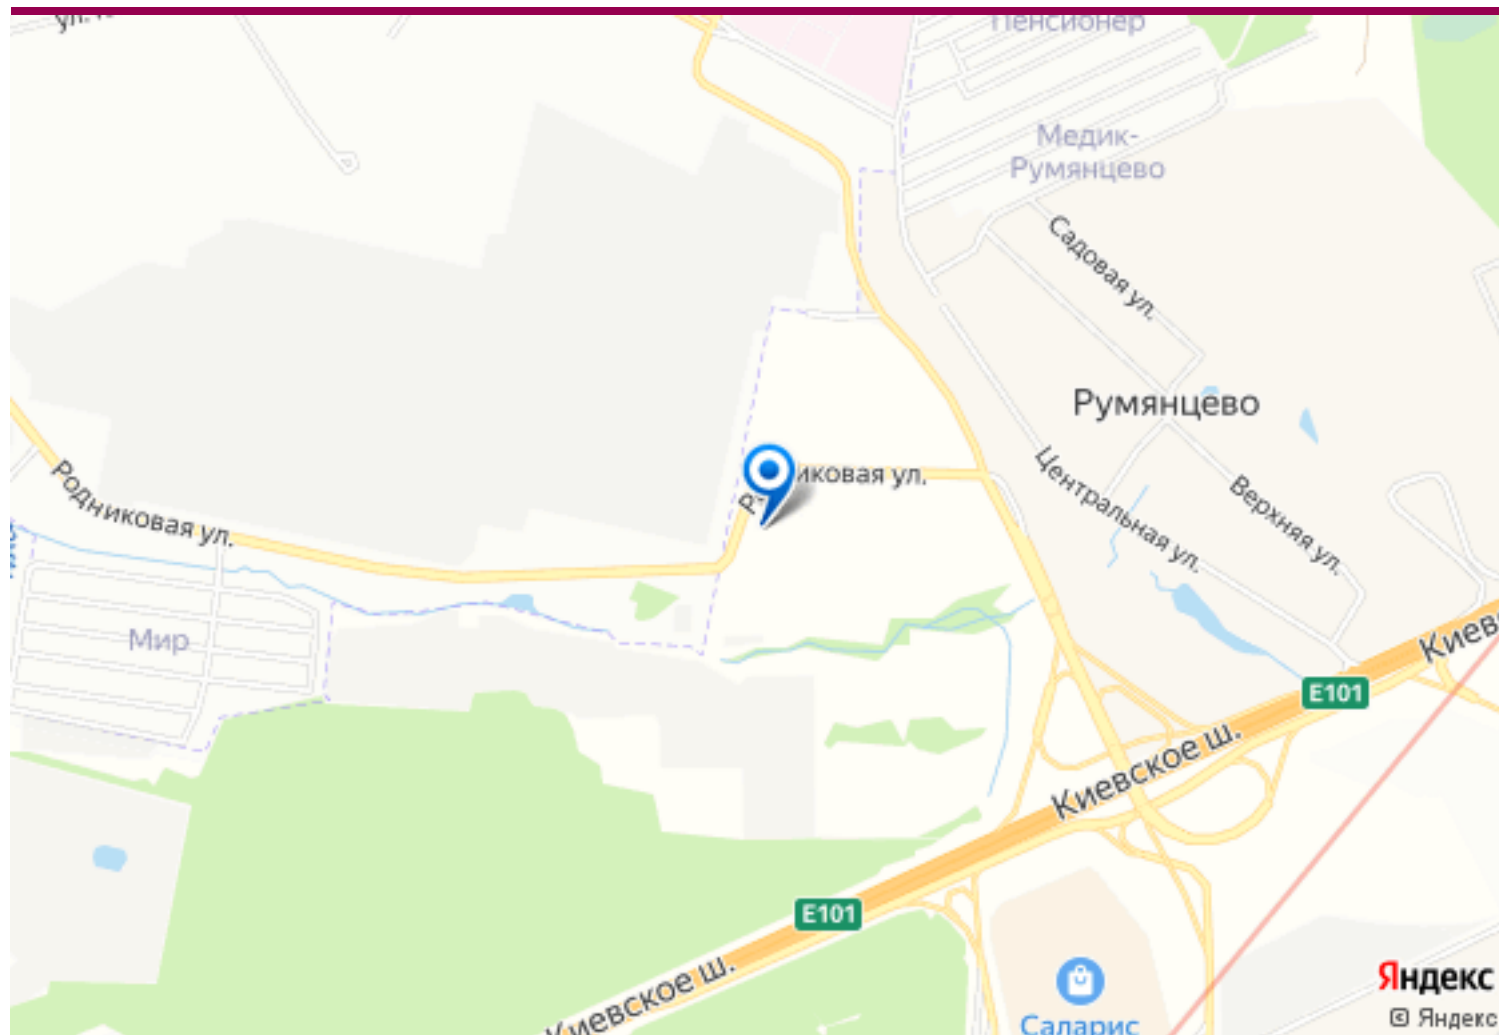 Пенсионер
Медик-
Румянцево
Садовая ул.
Румянцево
Родниковая ул.
иковая ул.
Центральная ул.
Верхняя ул.
Мир
Киевс
E101
Киевское ш.
E101
Киевское ш.
Саларис
Яндекс
© Яндекс